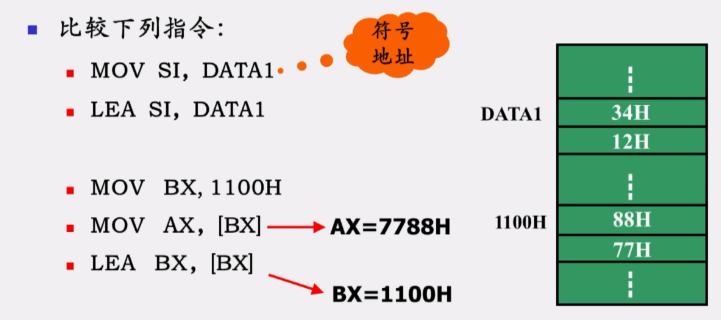 比较下列指令:
符号
地址
MOV SI, DATA1
LEA SI, DATA1
MOV BX, 1100H
MOV AX, [BX]
AX=7788H
LEA BX, [BX]
BX=1100H
DATA1
34H
12H
1100H
88H
77H